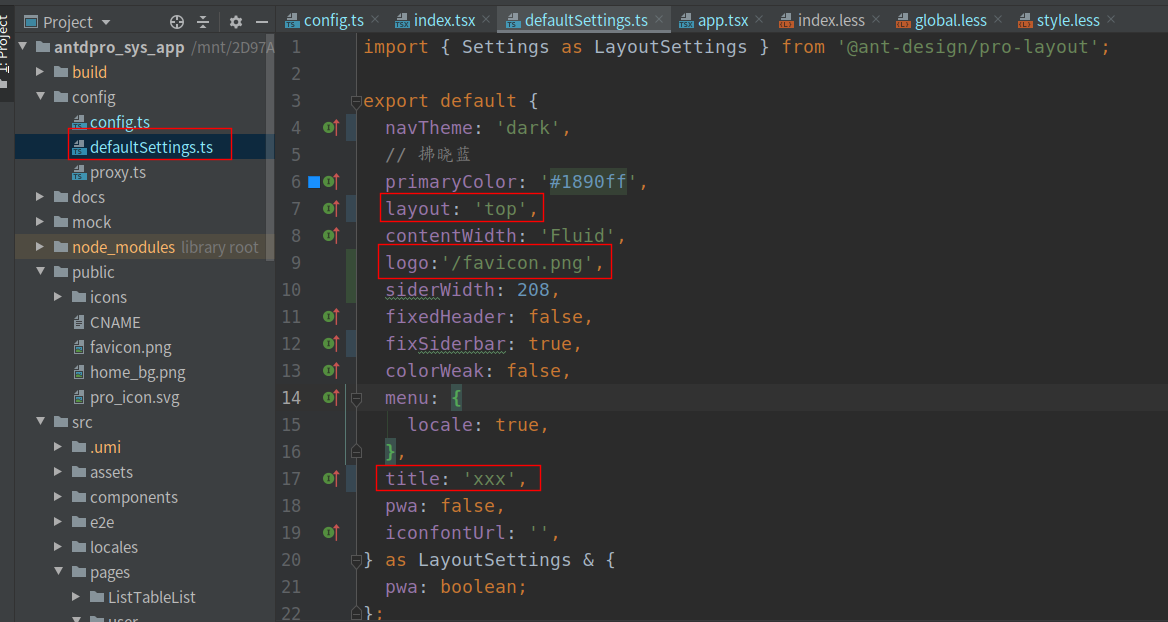 1: Project
Project
antdpro_sys_app /mnt/2D97A
build
config
config.ts
defaultSettings.ts
proxy.ts
docs
mock
node_modules library root
public
icons
CNAME
favicon.png
home_bg.png
pro_icon.svg
src
.umi
assets
components
e2e
locales
pages
ListTableList
user
config.ts index.tsx defaultSettings.ts app.tsx index.less global.less style.less
1 import { Settings as LayoutSettings } from '@ant-design/pro-layout';
2
3 export default {
4 navTheme: 'dark',
5 // 拂晓蓝
6 primaryColor: '#1890ff',
7 layout: 'top',
8 contentWidth: 'Fluid',
9 logo:'/favicon.png',
10 siderWidth: 208,
11 fixedHeader: false,
12 fixSiderbar: true,
13 colorWeak: false,
14 menu: {
15 locale: true,
16 },
17 title: 'xxx',
18 pwa: false,
19 iconfontUrl: '',
20 } as LayoutSettings & {
21 pwa: boolean;
22 };